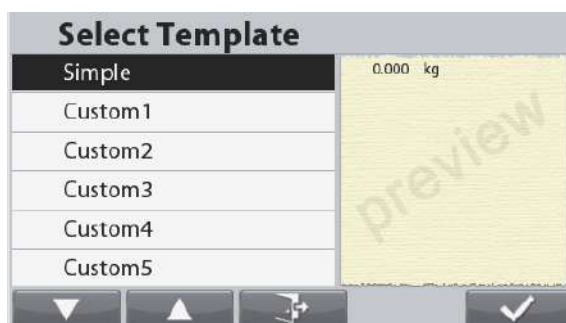 Select Template
Simple
Custom1
Custom2
Custom3
Custom4
Custom5
0.000 kg
preview